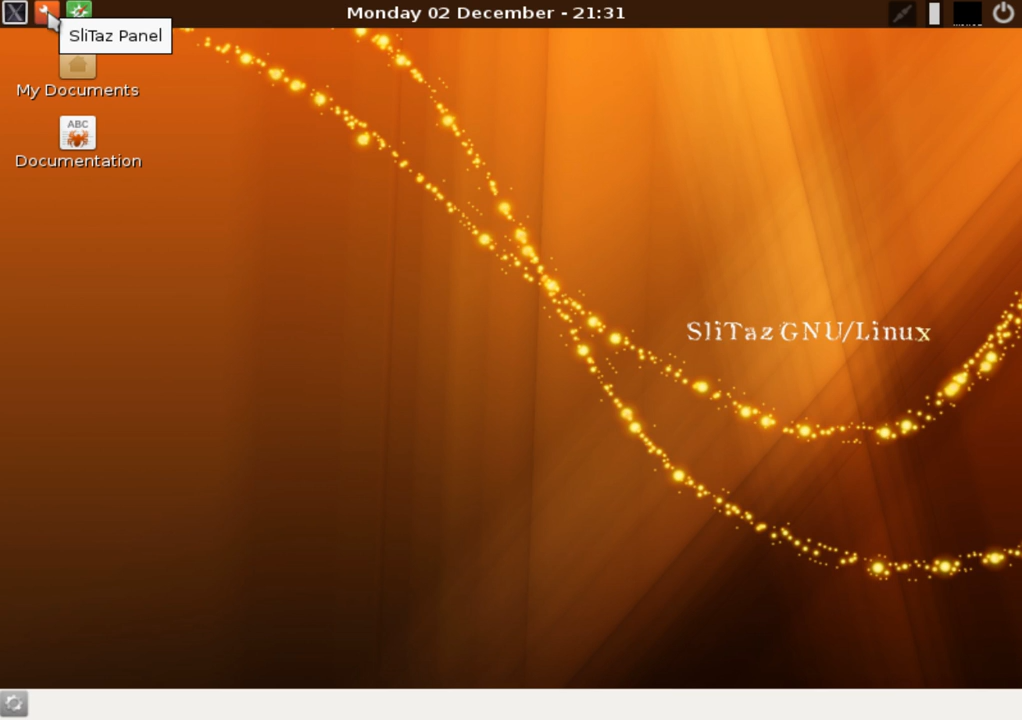 Monday 02 December - 21:31
SliTaz Panel
My Documents
ABC
Documentation
SliTaz GNU/Linux